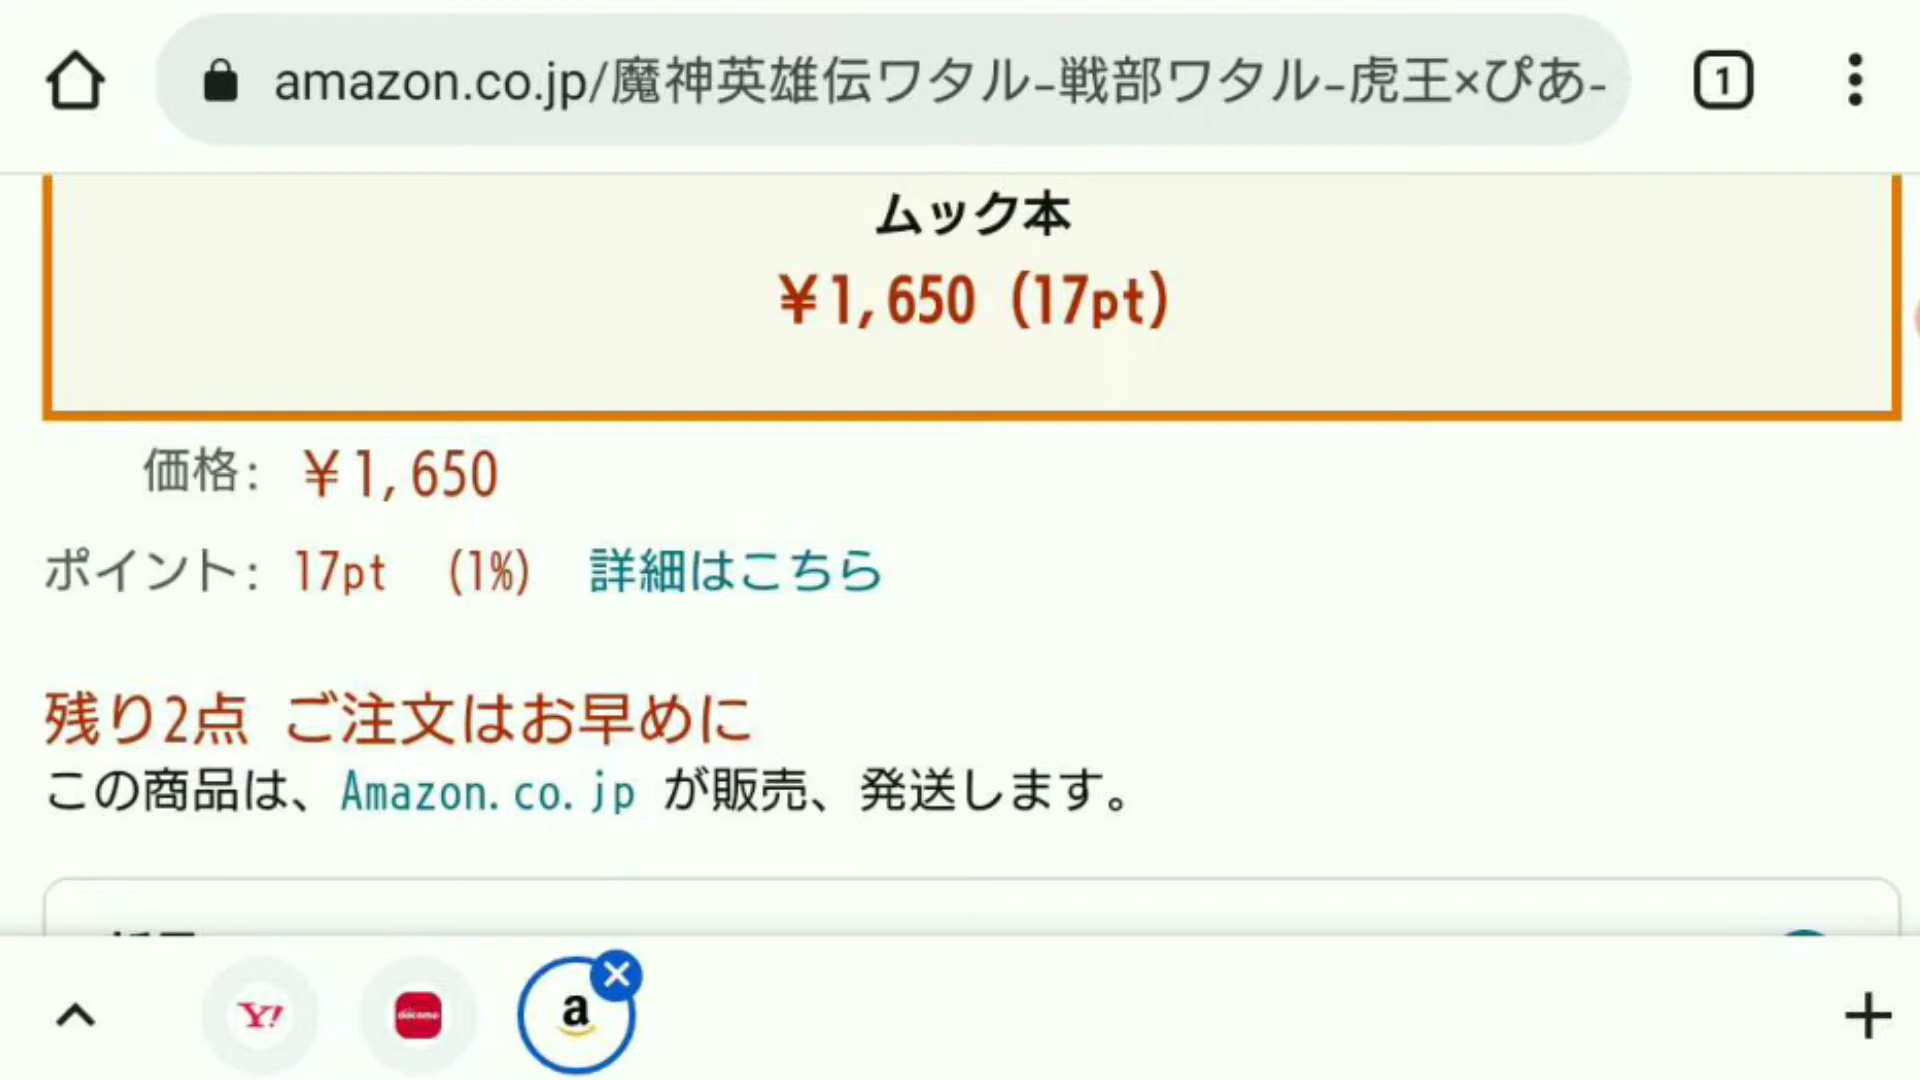 amazon.co.jp/魔神英雄伝ワタル-戦部ワタル-虎王×ぴあ-
1
ムック本
￥1,650 (17pt)
価格: ￥1,650
ポイント: 17pt (1%) 詳細はこちら
残り2点 ご注文はお早めに
この商品は、Amazon.co.jp が販売、発送します。
Y! docomo a